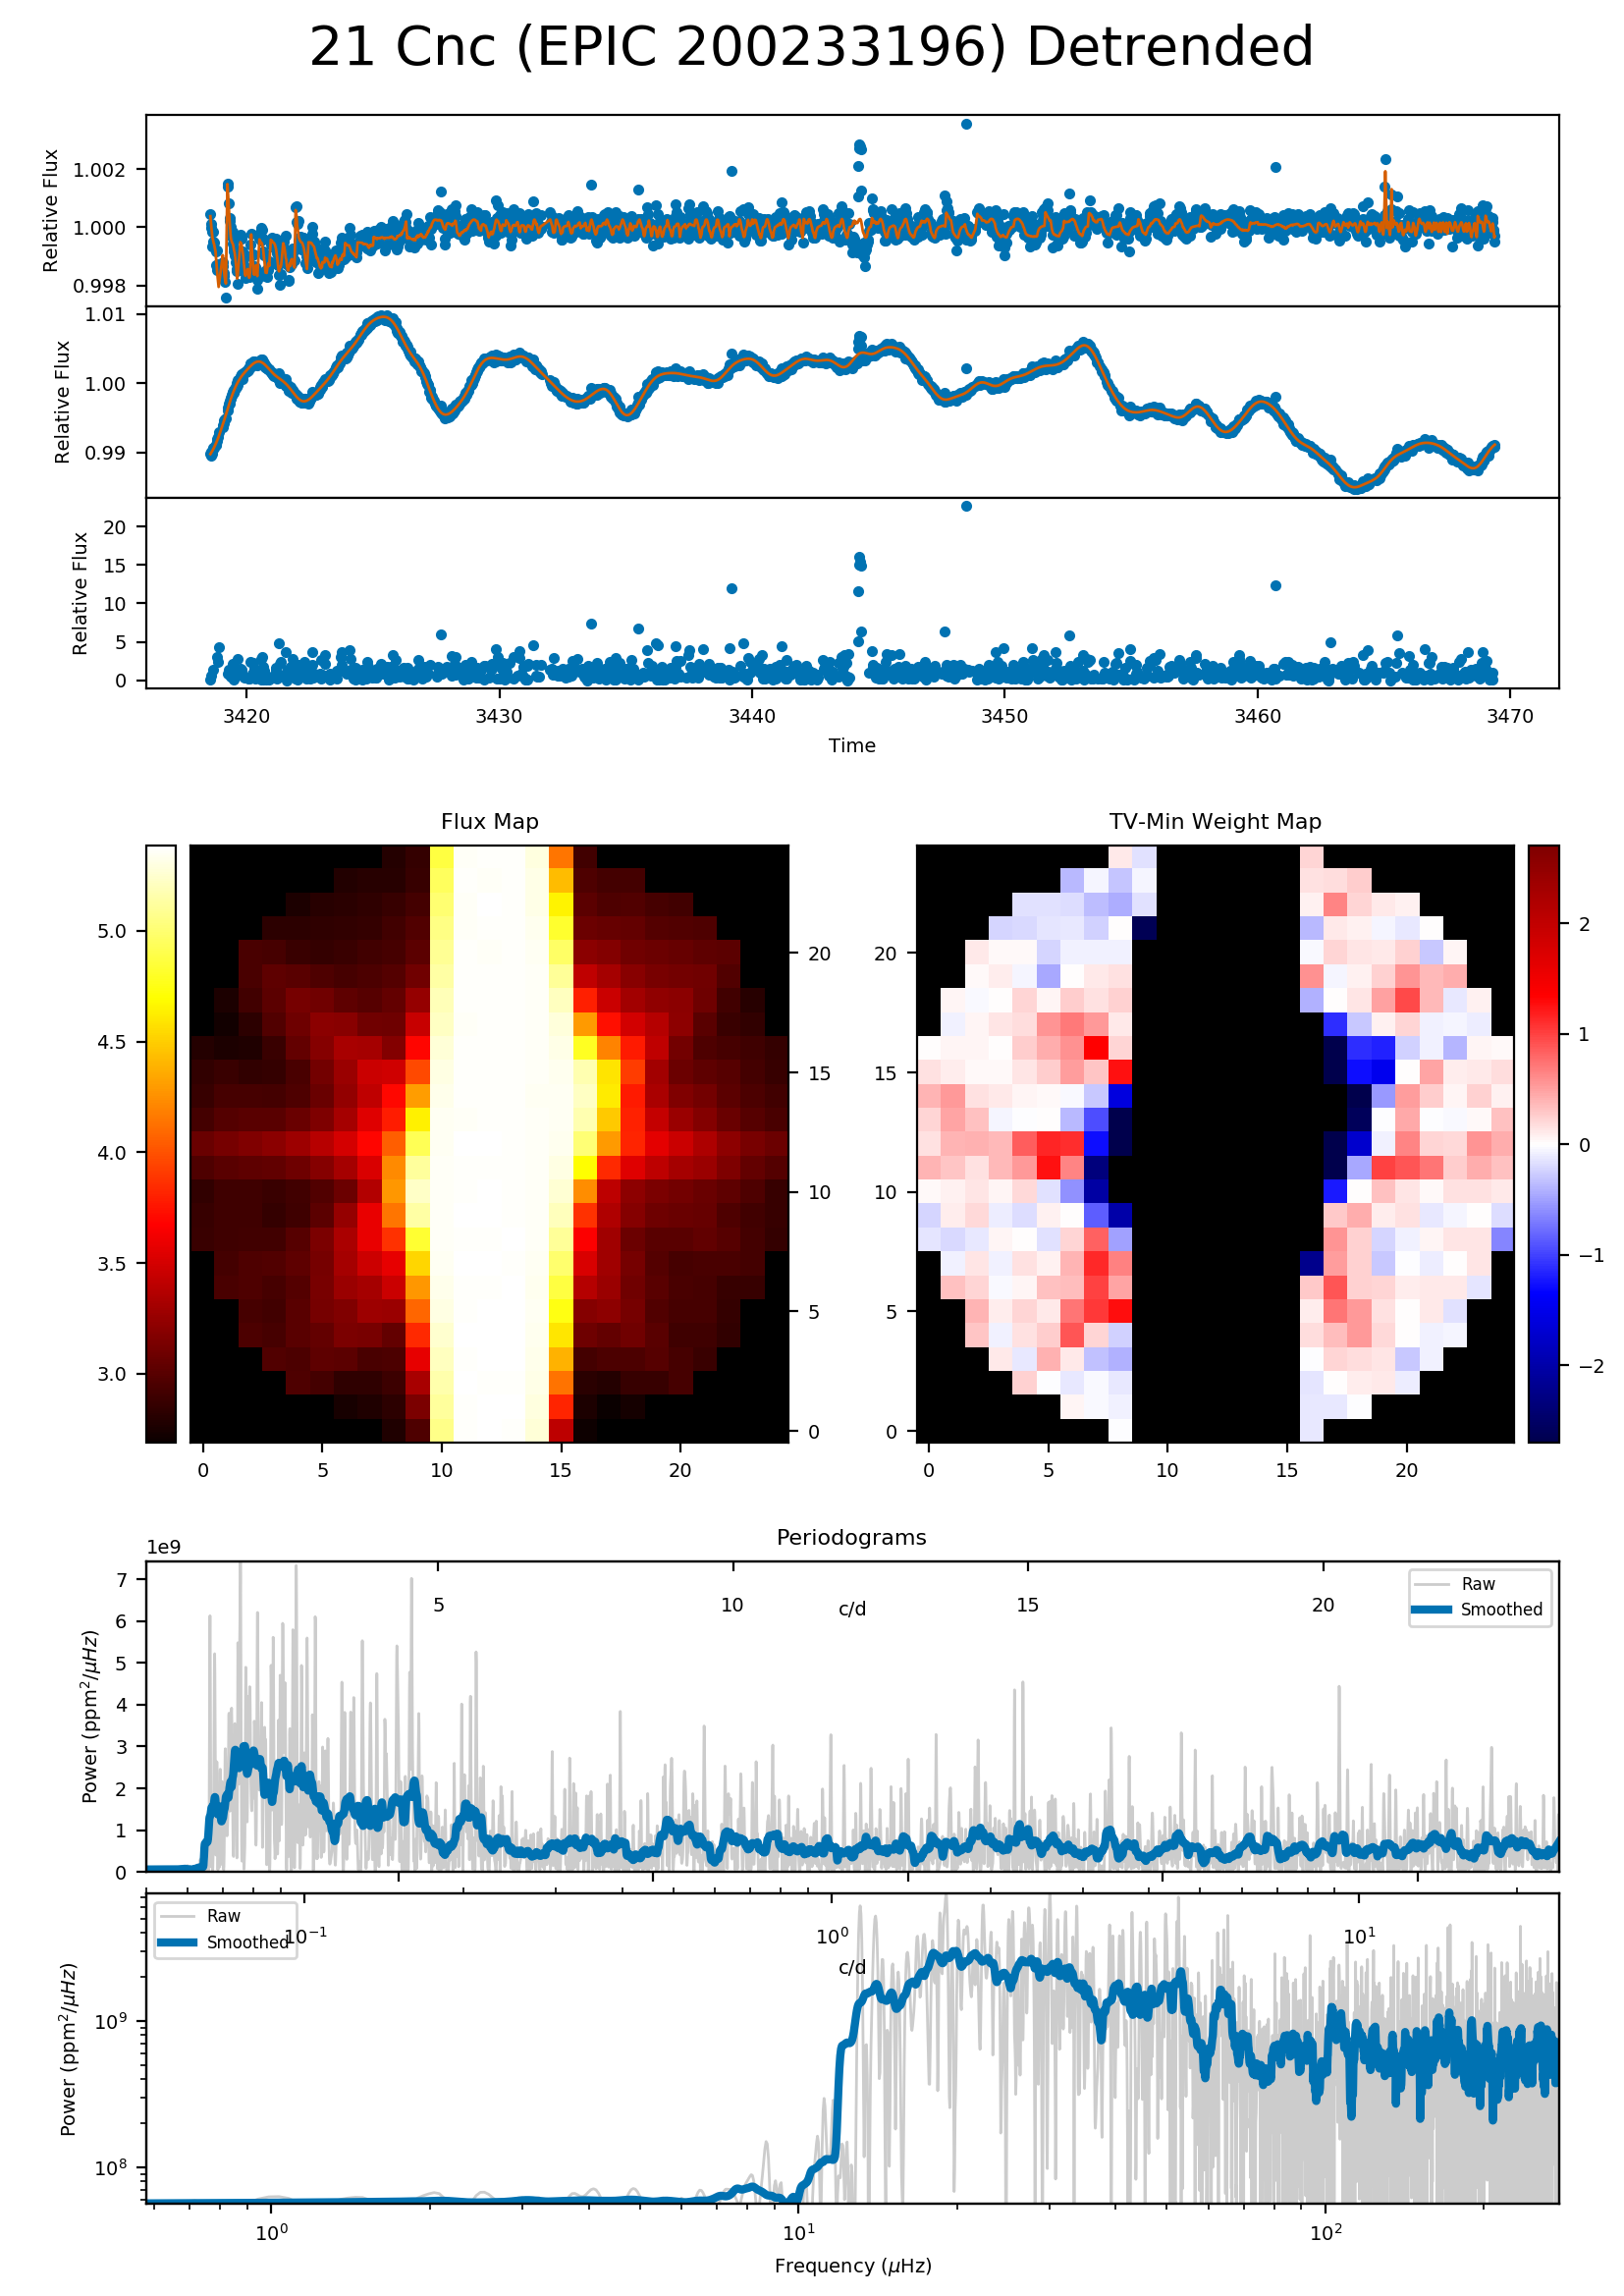 21 Cnc (EPIC 200233196) Detrended
Relative Flux
1.002
1.000
0.998
Relative Flux
1.01
1.00
0.99
Relative Flux
20
15
10
5
0
3420 3430 3440 3450 3460 3470
Time
Flux Map
5.0
4.5
4.0
3.5
3.0
20
15
10
5
0
0 5 10 15 20
TV-Min Weight Map
20
15
10
5
0
0 5 10 15 20
2
1
0
−1
−2
Periodograms
1e9
Power (ppm²/μHz)
7
6
5
4
3
2
1
0
5 10 15 20
c/d
Raw
Smoothed
Power (ppm²/μHz)
10⁹
10⁸
Raw
Smoothed
10⁻¹ 10⁰ 10¹
c/d
10⁰ 10¹ 10²
Frequency (μHz)